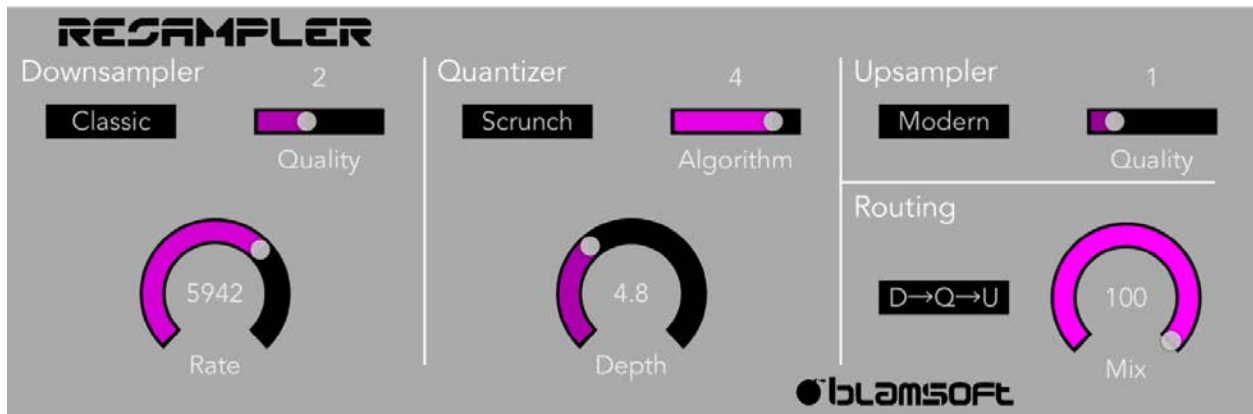 RESAMPLER
Downsampler 2
Classic
Quality
5942
Rate
Quantizer 4
Scrunch
Algorithm
4.8
Depth
Upsampler 1
Modern
Quality
Routing
D→Q→U
100
Mix
blamsoft